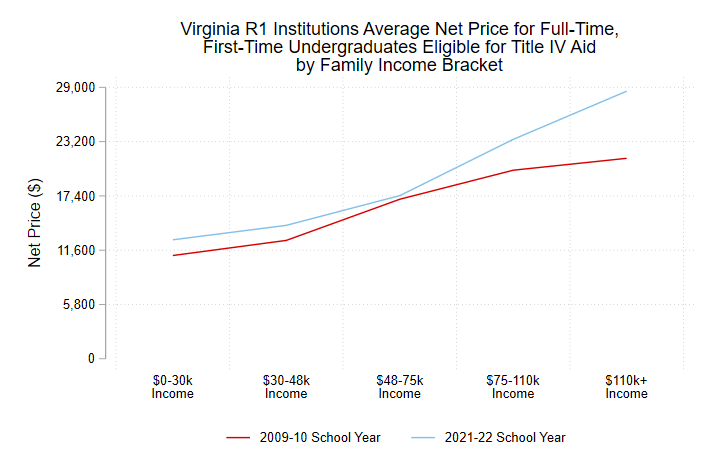 Virginia R1 Institutions Average Net Price for Full-Time,
First-Time Undergraduates Eligible for Title IV Aid
by Family Income Bracket
Net Price ($)
29,000
23,200
17,400
11,600
5,800
0
$0-30k
Income
$30-48k
Income
$48-75k
Income
$75-110k
Income
$110k+
Income
2009-10 School Year
2021-22 School Year